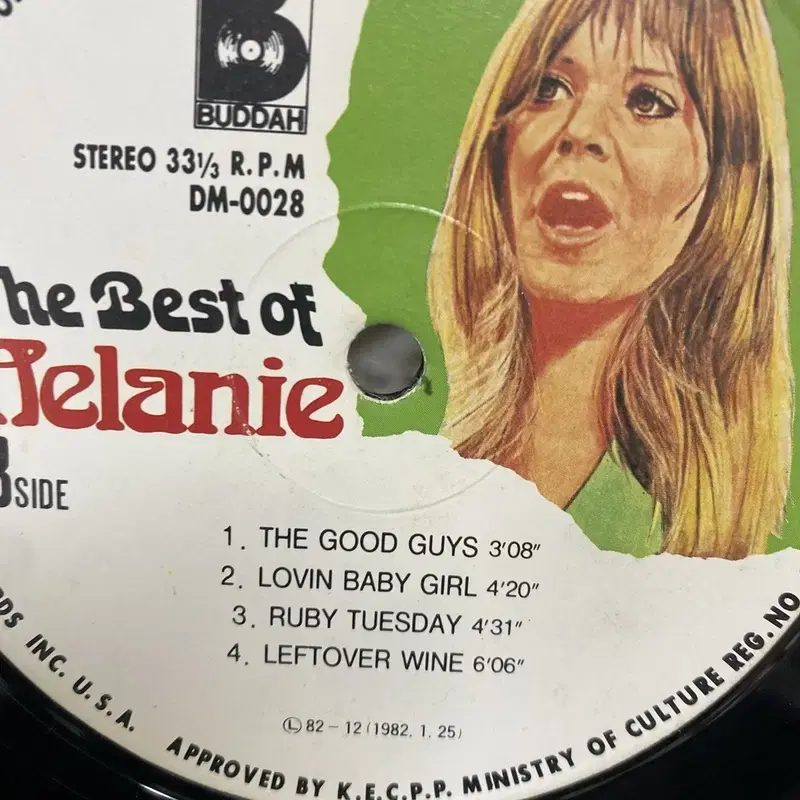 BUDDAH
STEREO 33⅓ R.P.M
DM-0028
The Best of
Melanie
B SIDE
1. THE GOOD GUYS 3'08"
2. LOVIN BABY GIRL 4'20"
3. RUBY TUESDAY 4'31"
4. LEFTOVER WINE 6'06"
Ⓛ 82-12 (1982. 1. 25)
INC. U.S.A. APPROVED BY K.E.C.P.P. MINISTRY OF CULTURE REG. NO.